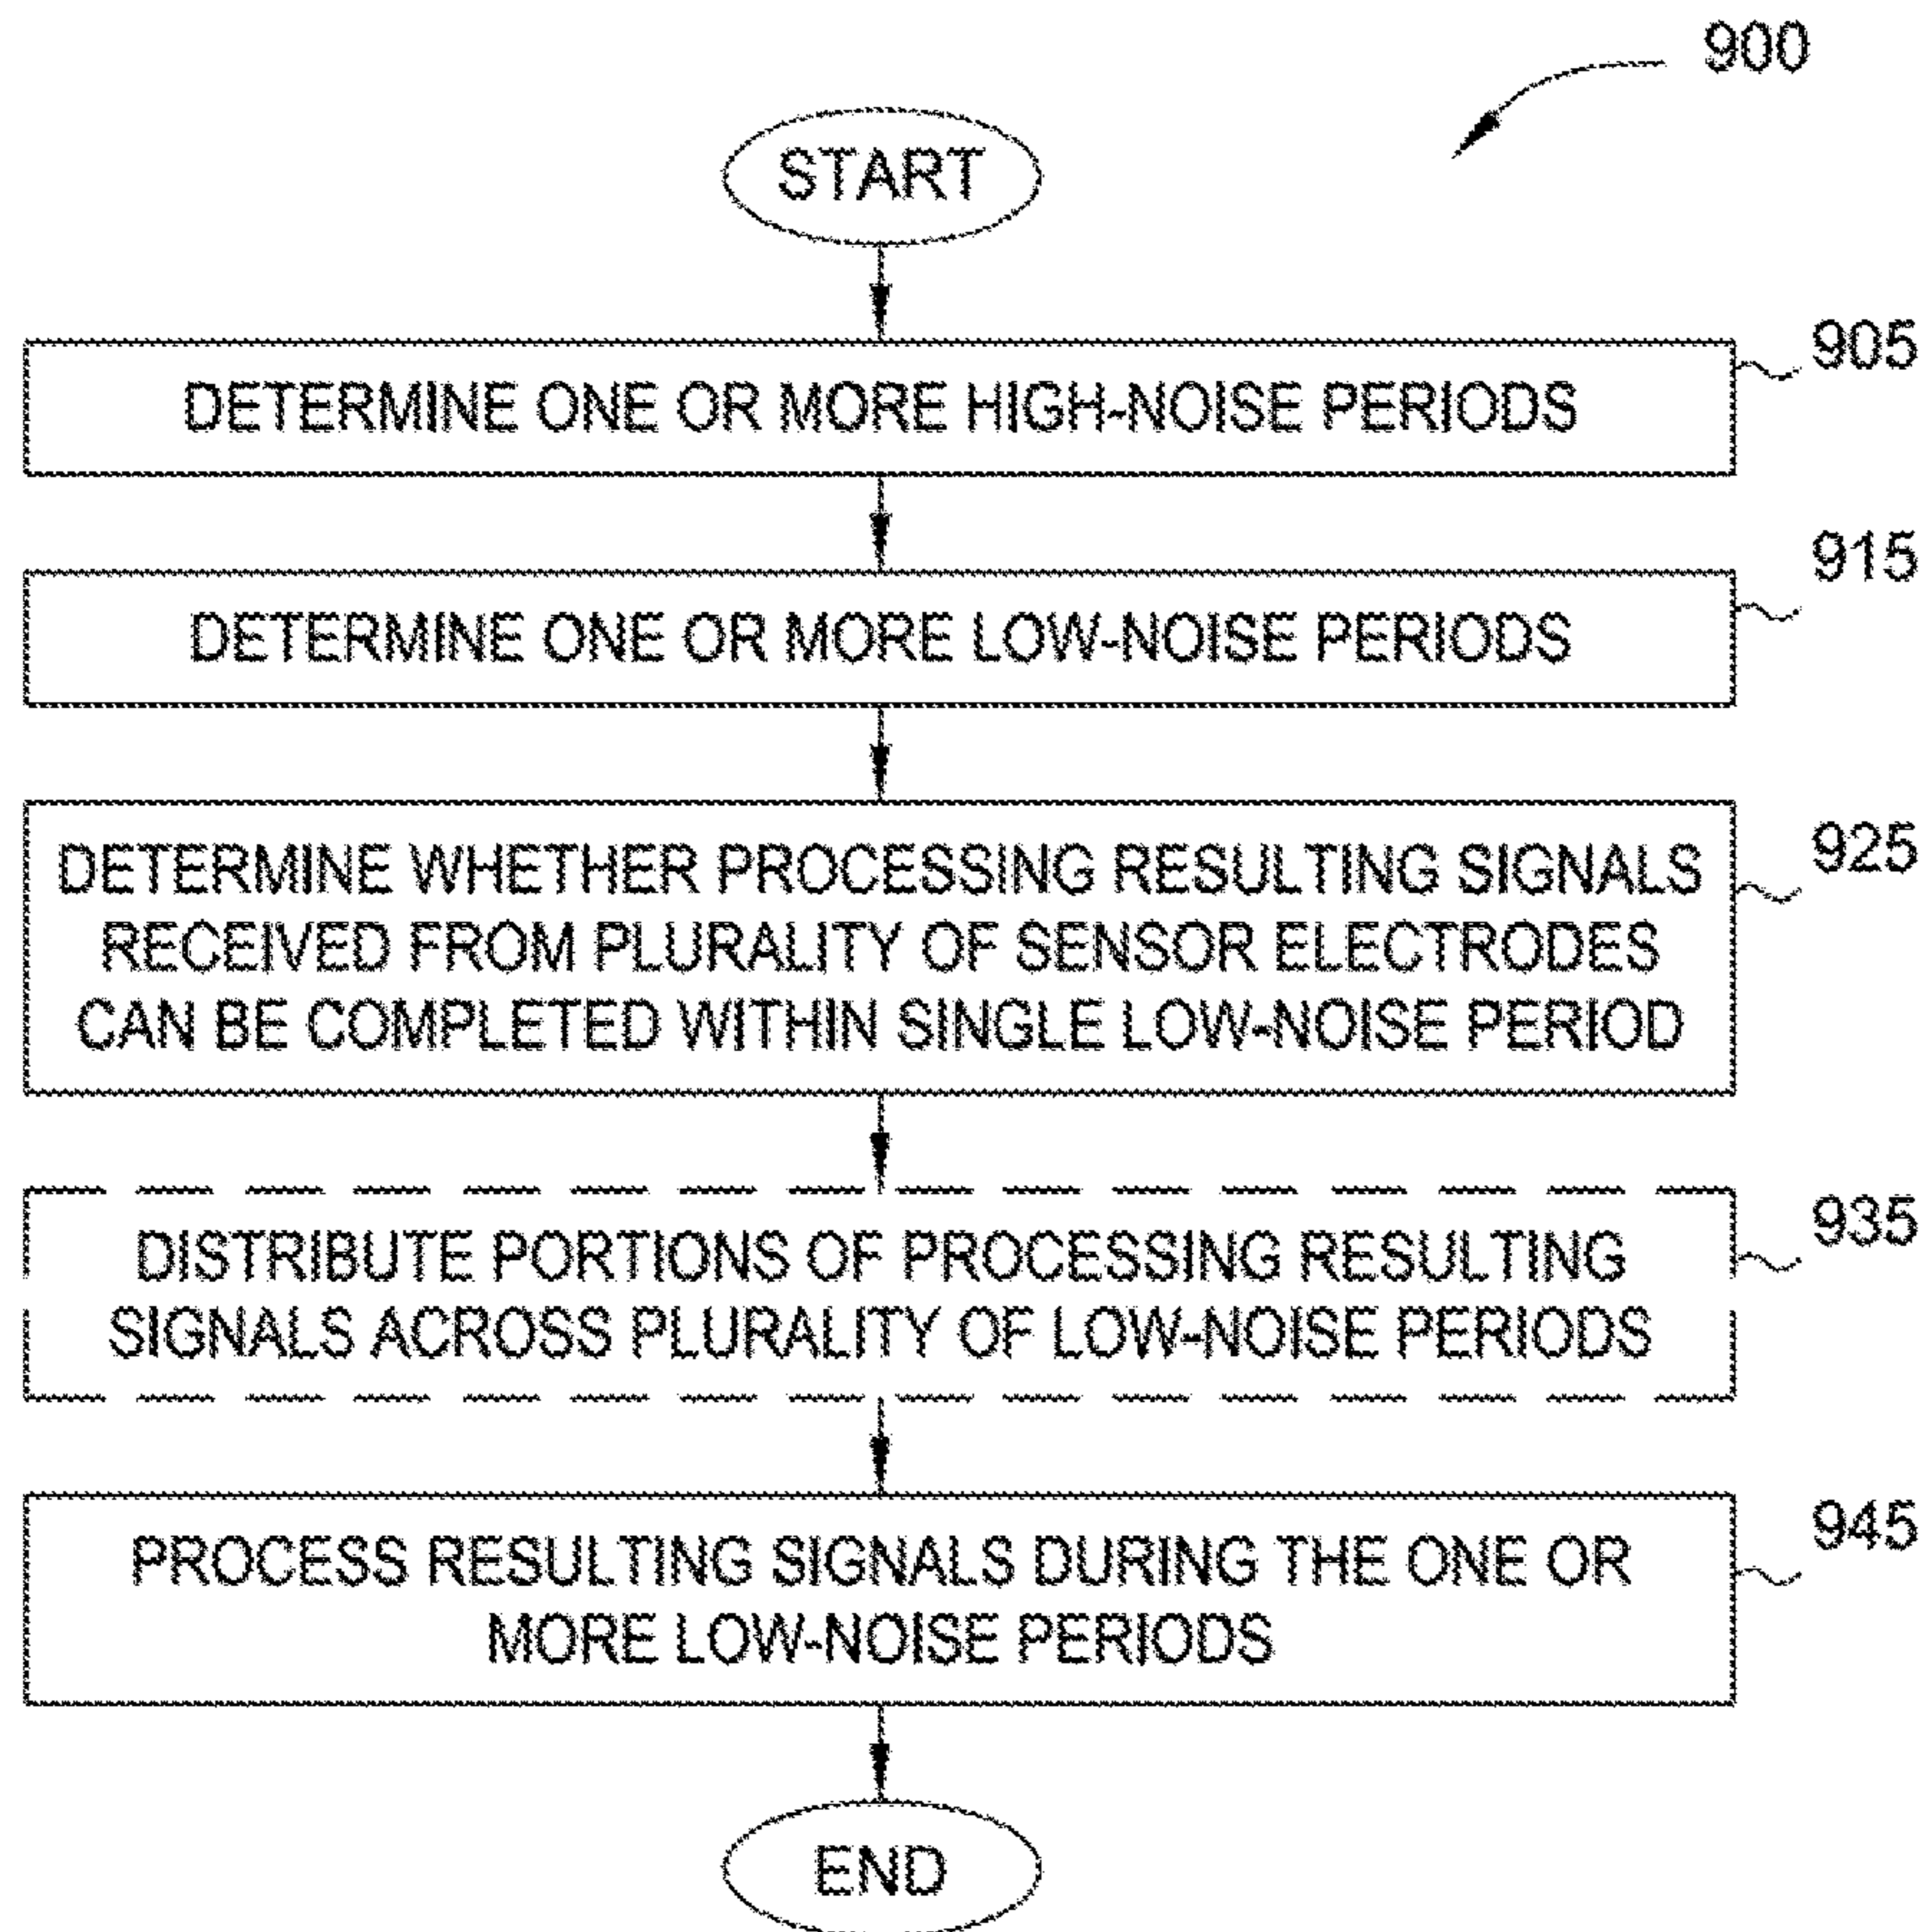 900
START
905
DETERMINE ONE OR MORE HIGH-NOISE PERIODS
915
DETERMINE ONE OR MORE LOW-NOISE PERIODS
925
DETERMINE WHETHER PROCESSING RESULTING SIGNALS
RECEIVED FROM PLURALITY OF SENSOR ELECTRODES
CAN BE COMPLETED WITHIN SINGLE LOW-NOISE PERIOD
935
DISTRIBUTE PORTIONS OF PROCESSING RESULTING
SIGNALS ACROSS PLURALITY OF LOW-NOISE PERIODS
945
PROCESS RESULTING SIGNALS DURING THE ONE OR
MORE LOW-NOISE PERIODS
END